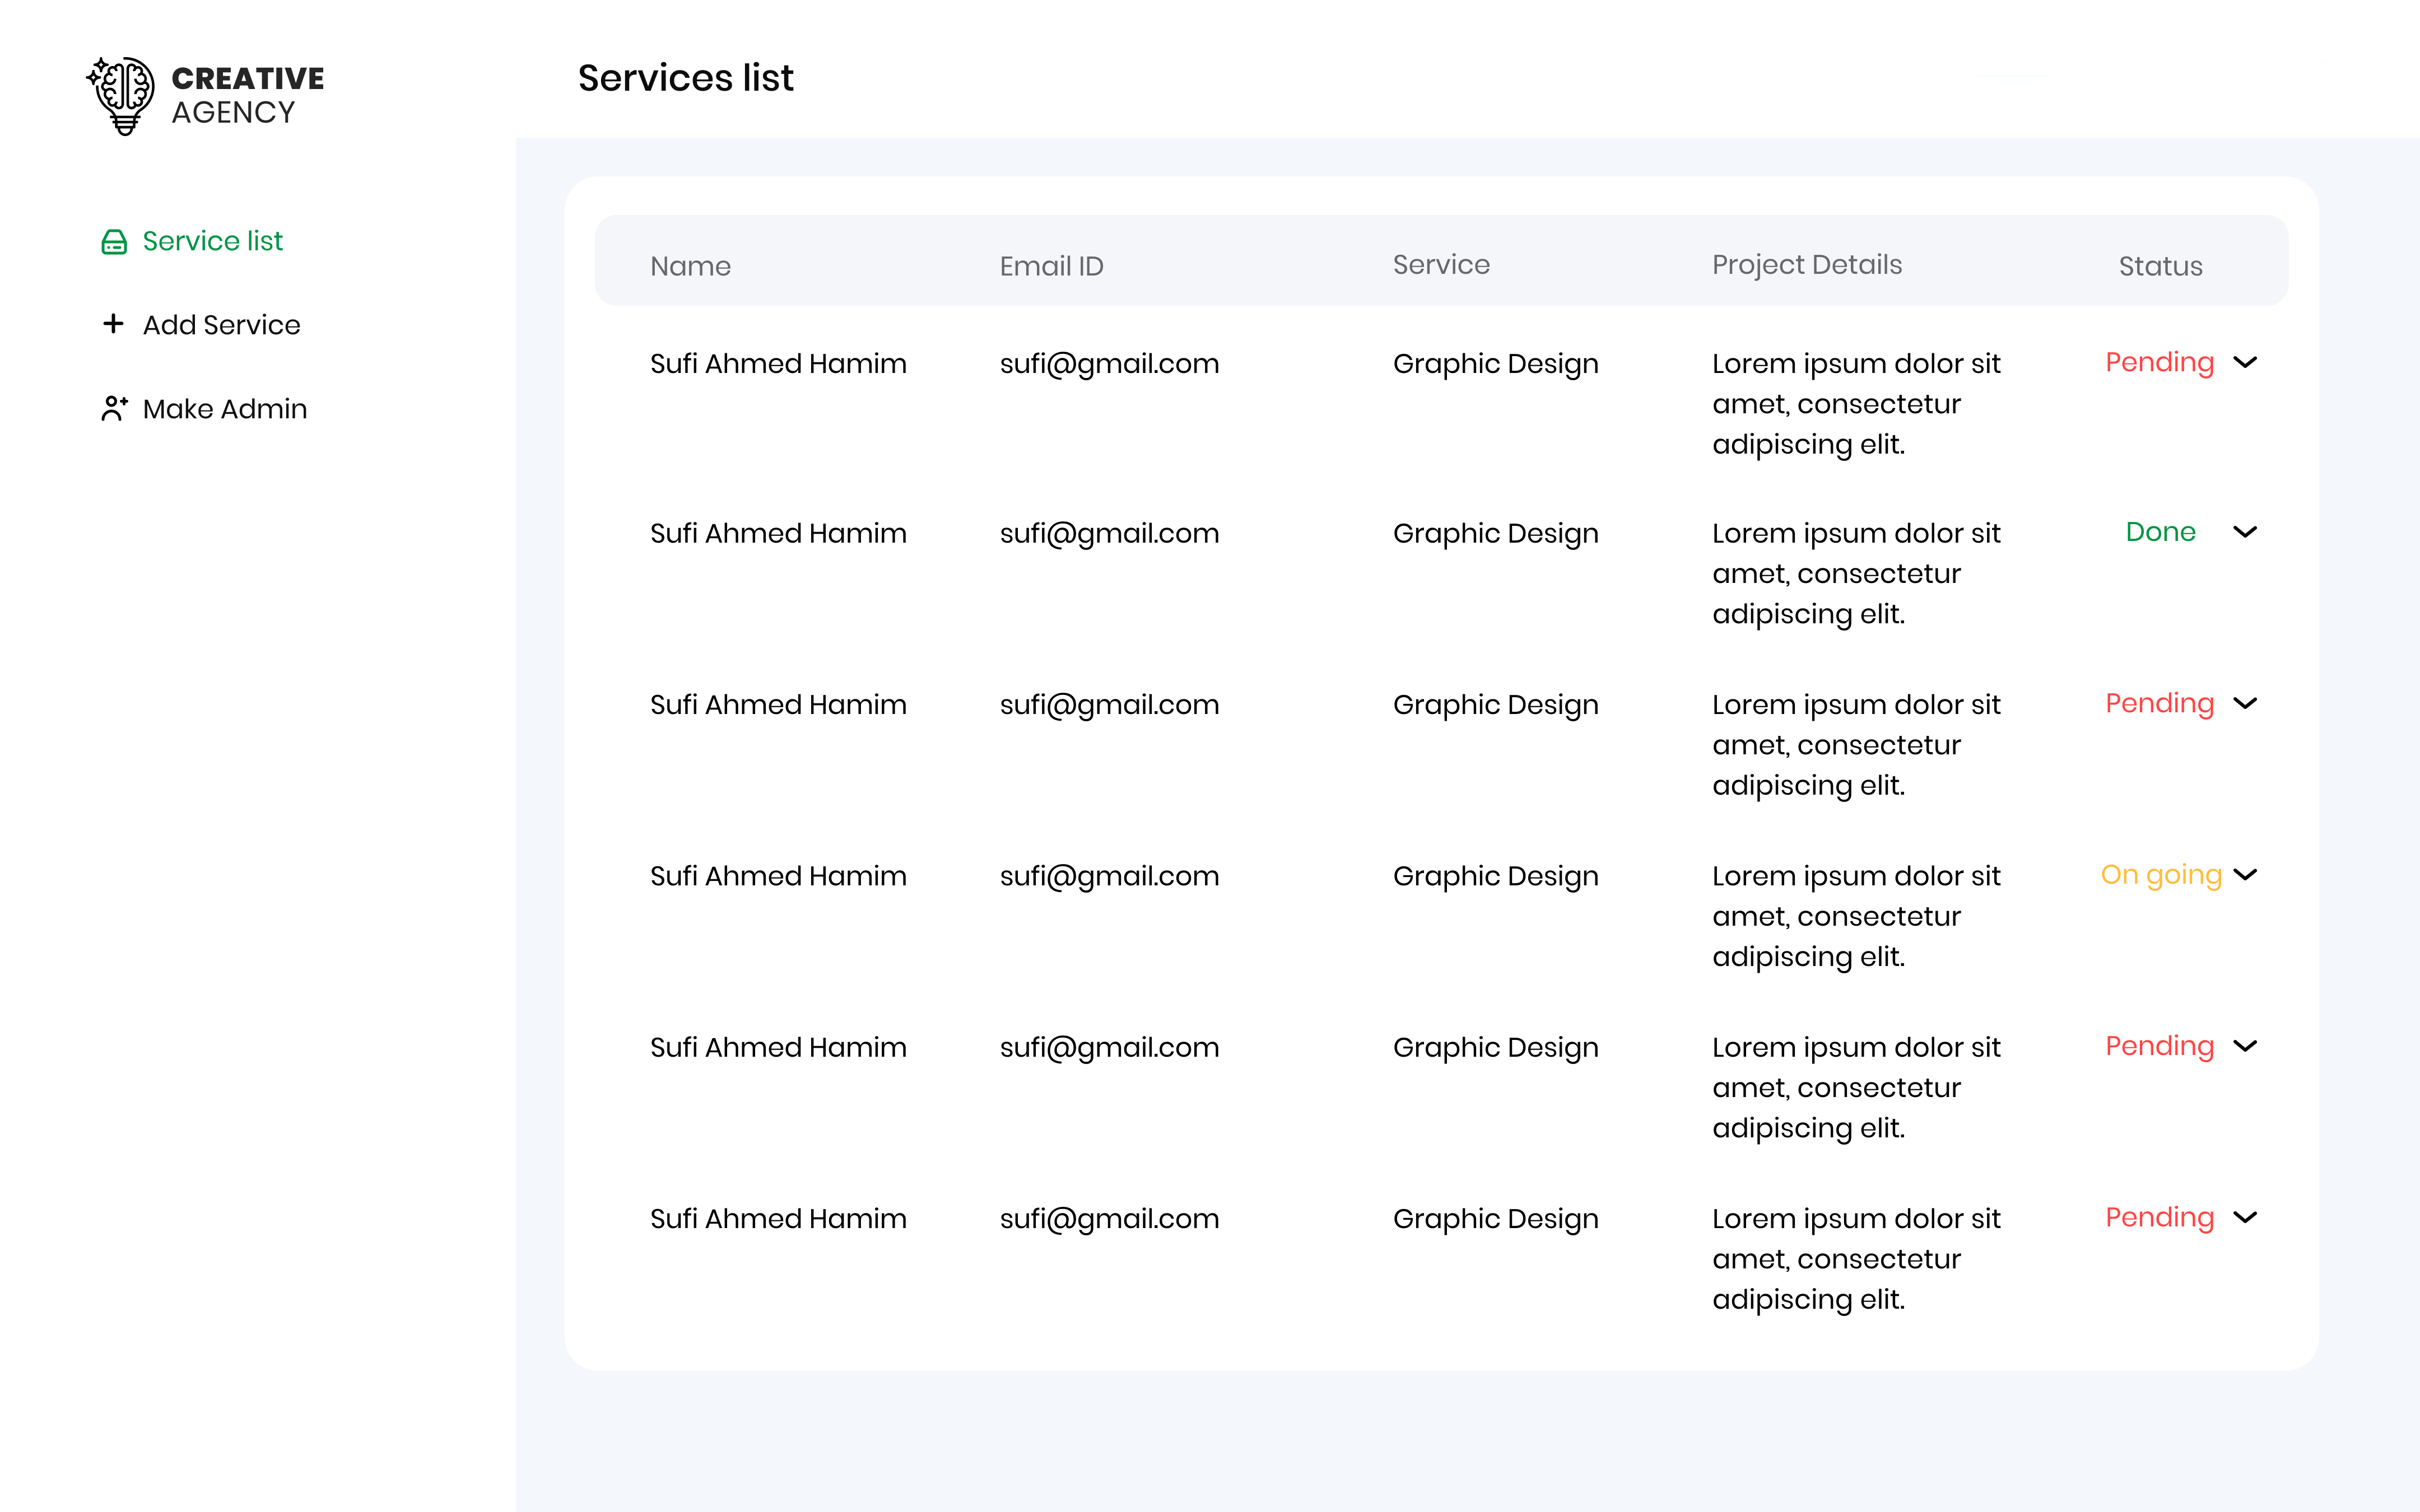 CREATIVE
AGENCY
Services list
Service list
Add Service
Make Admin
Name Email ID Service Project Details Status
Sufi Ahmed Hamim sufi@gmail.com Graphic Design Lorem ipsum dolor sit Pending
amet, consectetur
adipiscing elit.
Sufi Ahmed Hamim sufi@gmail.com Graphic Design Lorem ipsum dolor sit Done
amet, consectetur
adipiscing elit.
Sufi Ahmed Hamim sufi@gmail.com Graphic Design Lorem ipsum dolor sit Pending
amet, consectetur
adipiscing elit.
Sufi Ahmed Hamim sufi@gmail.com Graphic Design Lorem ipsum dolor sit On going
amet, consectetur
adipiscing elit.
Sufi Ahmed Hamim sufi@gmail.com Graphic Design Lorem ipsum dolor sit Pending
amet, consectetur
adipiscing elit.
Sufi Ahmed Hamim sufi@gmail.com Graphic Design Lorem ipsum dolor sit Pending
amet, consectetur
adipiscing elit.